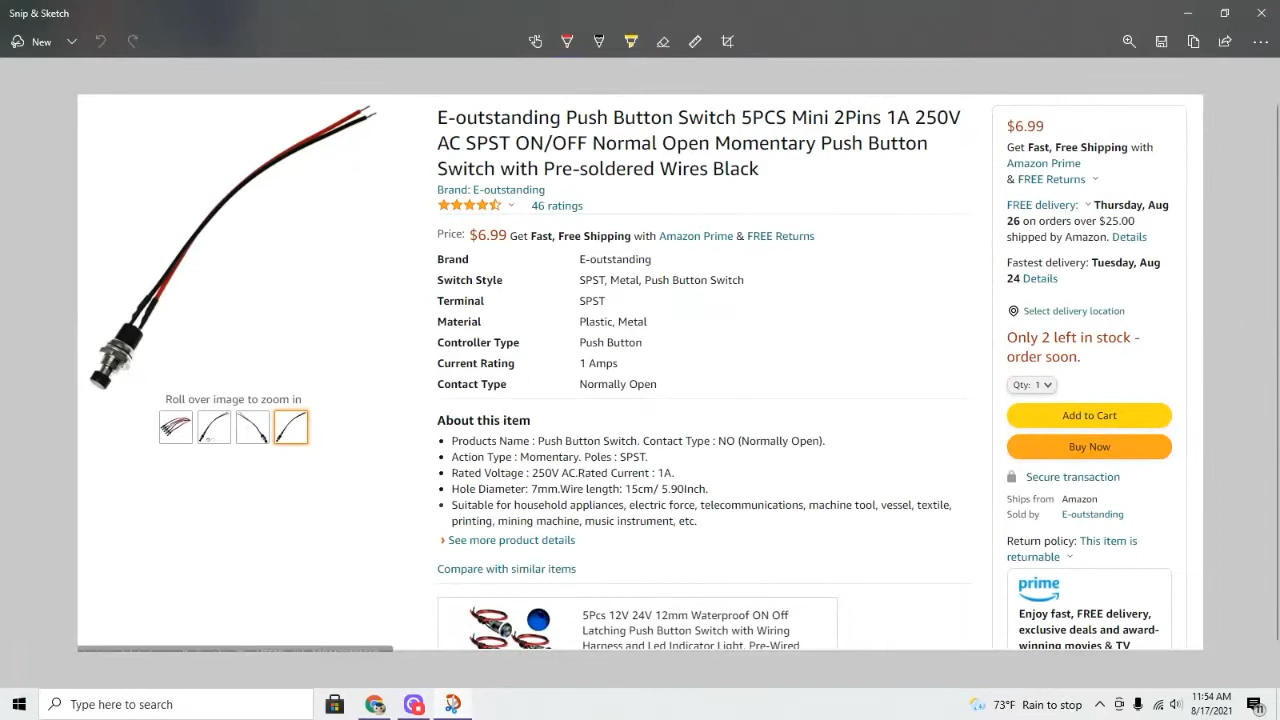 Snip & Sketch
New
E-outstanding Push Button Switch 5PCS Mini 2Pins 1A 250V
AC SPST ON/OFF Normal Open Momentary Push Button
Switch with Pre-soldered Wires Black
Brand: E-outstanding
46 ratings
Price: $6.99 Get Fast, Free Shipping with Amazon Prime & FREE Returns
Brand E-outstanding
Switch Style SPST, Metal, Push Button Switch
Terminal SPST
Material Plastic, Metal
Controller Type Push Button
Current Rating 1 Amps
Contact Type Normally Open
Roll over image to zoom in
About this item
• Products Name : Push Button Switch. Contact Type : NO (Normally Open).
• Action Type : Momentary. Poles : SPST.
• Rated Voltage : 250V AC.Rated Current : 1A.
• Hole Diameter: 7mm.Wire length: 15cm/ 5.90Inch.
• Suitable for household appliances, electric force, telecommunications, machine tool, vessel, textile,
printing, mining machine, music instrument, etc.
› See more product details
Compare with similar items
5Pcs 12V 24V 12mm Waterproof ON Off
Latching Push Button Switch with Wiring
Harness and Led Indicator Light, Pre-Wired
$6.99
Get Fast, Free Shipping with
Amazon Prime
& FREE Returns
FREE delivery: Thursday, Aug
26 on orders over $25.00
shipped by Amazon. Details
Fastest delivery: Tuesday, Aug
24 Details
Select delivery location
Only 2 left in stock -
order soon.
Qty: 1
Add to Cart
Buy Now
Secure transaction
Ships from Amazon
Sold by E-outstanding
Return policy: This item is
returnable
prime
Enjoy fast, FREE delivery,
exclusive deals and award-
winning movies & TV
Type here to search
73°F Rain to stop
11:54 AM
8/17/2021